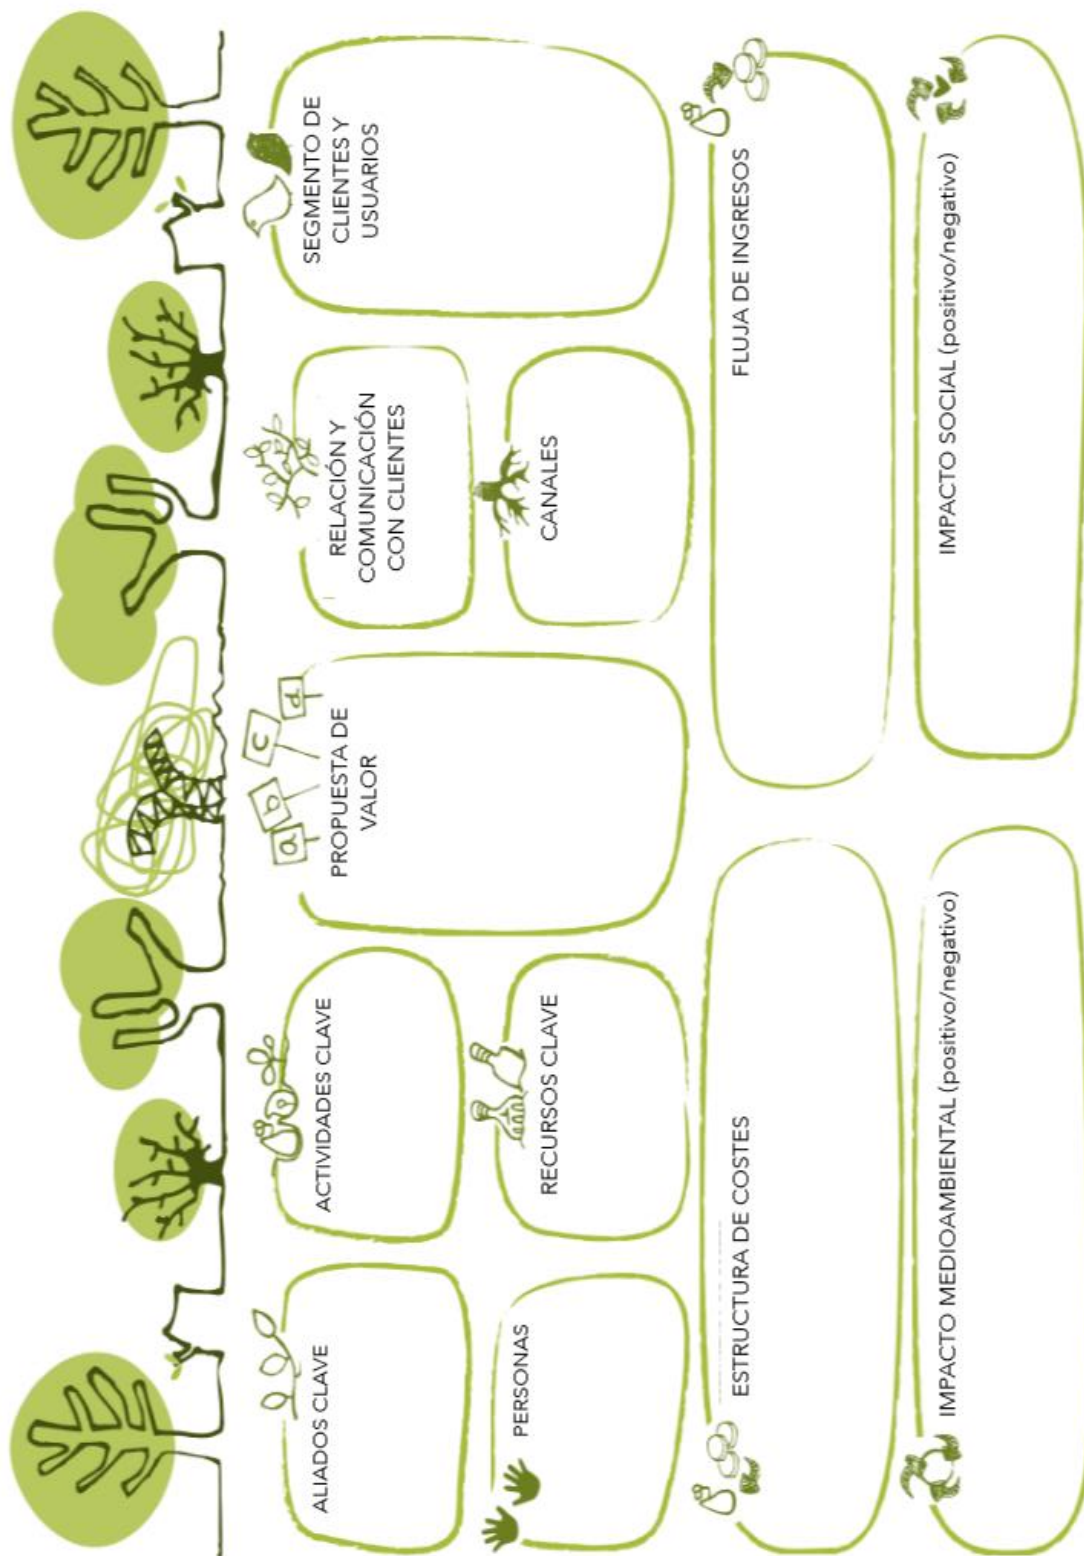 ALIADOS CLAVE
PERSONAS
ACTIVIDADES CLAVE
RECURSOS CLAVE
a
b
c
d
PROPUESTA DE
VALOR
RELACIÓN Y
COMUNICACIÓN
CON CLIENTES
CANALES
SEGMENTO DE
CLIENTES Y
USUARIOS
ESTRUCTURA DE COSTES
FLUJA DE INGRESOS
IMPACTO MEDIOAMBIENTAL (positivo/negativo)
IMPACTO SOCIAL (positivo/negativo)